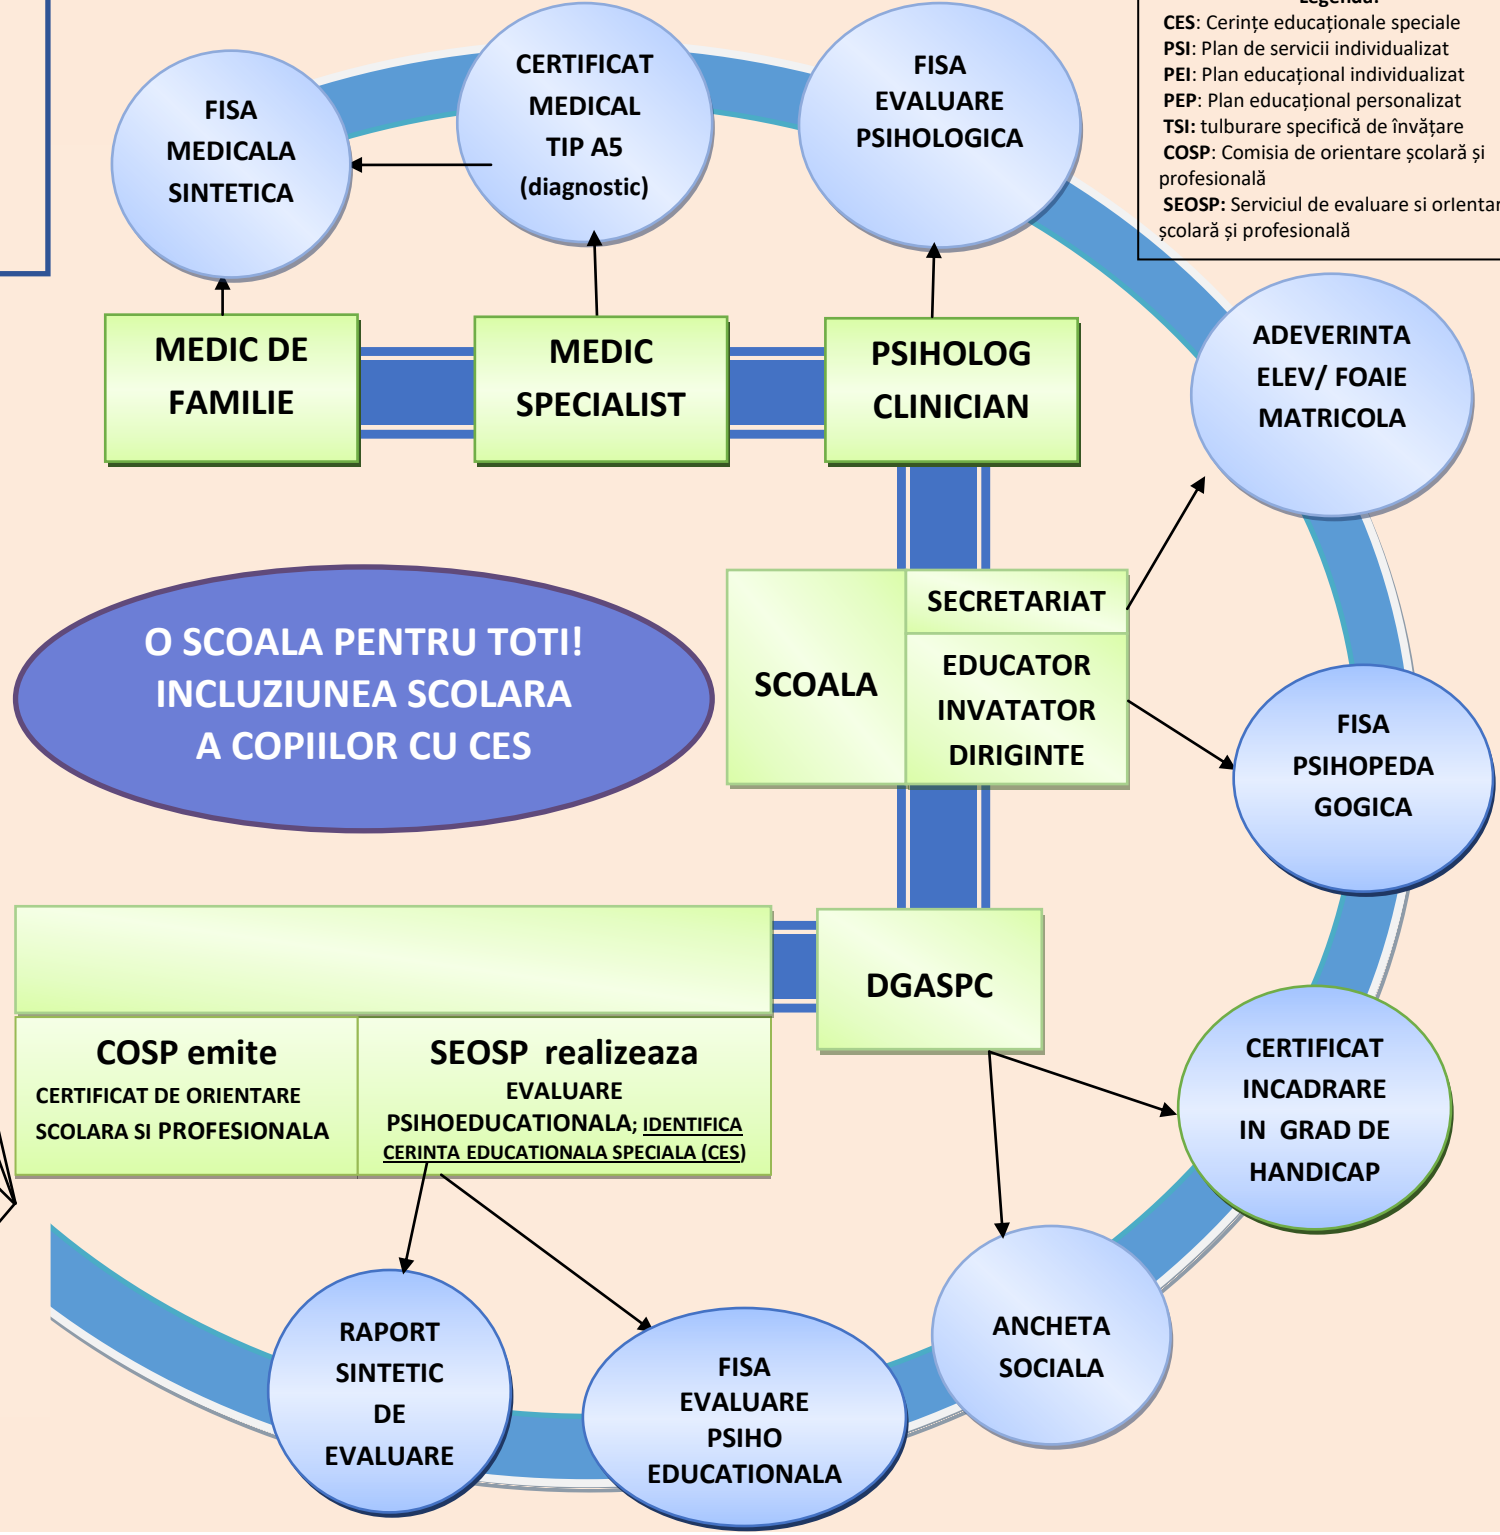 Legenda:
CES: Cerințe educaționale speciale
PSI: Plan de servicii individualizat
PEI: Plan educațional individualizat
PEP: Plan educațional personalizat
TSI: tulburare specifică de învățare
COSP: Comisia de orientare școlară și
profesională
SEOSP: Serviciul de evaluare si orIentar
școlară și profesională
FISA
MEDICALA
SINTETICA
CERTIFICAT
MEDICAL
TIP A5
(diagnostic)
FISA
EVALUARE
PSIHOLOGICA
ADEVERINTA
ELEV/ FOAIE
MATRICOLA
MEDIC DE
FAMILIE
MEDIC
SPECIALIST
PSIHOLOG
CLINICIAN
O SCOALA PENTRU TOTI!
INCLUZIUNEA SCOLARA
A COPIILOR CU CES
SCOALA
SECRETARIAT
EDUCATOR
INVATATOR
DIRIGINTE
FISA
PSIHOPEDA
GOGICA
DGASPC
COSP emite
CERTIFICAT DE ORIENTARE
SCOLARA SI PROFESIONALA
SEOSP realizeaza
EVALUARE
PSIHOEDUCATIONALA; IDENTIFICA
CERINTA EDUCATIONALA SPECIALA (CES)
CERTIFICAT
INCADRARE
IN GRAD DE
HANDICAP
ANCHETA
SOCIALA
FISA
EVALUARE
PSIHO
EDUCATIONALA
RAPORT
SINTETIC
DE
EVALUARE